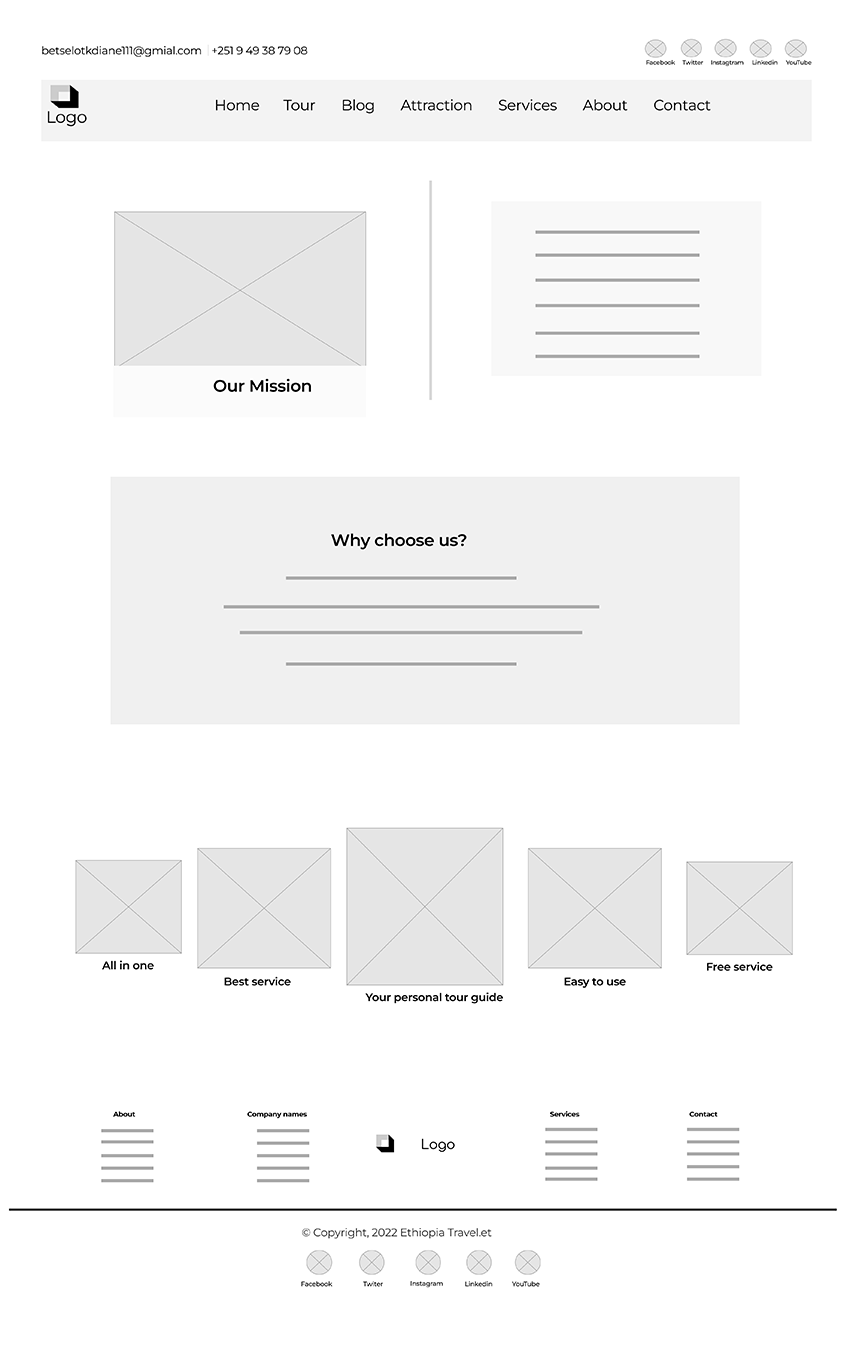 betselotkdiane111@gmial.com +251 9 49 38 79 08
Facebook Twitter Instagtram Linkedin YouTube
Logo
Home Tour Blog Attraction Services About Contact
Our Mission
Why choose us?
All in one
Best service
Your personal tour guide
Easy to use
Free service
About Company names Logo Services Contact
© Copyright, 2022 Ethiopia Travel.et
Facebook Twiter Instagram Linkedin YouTube